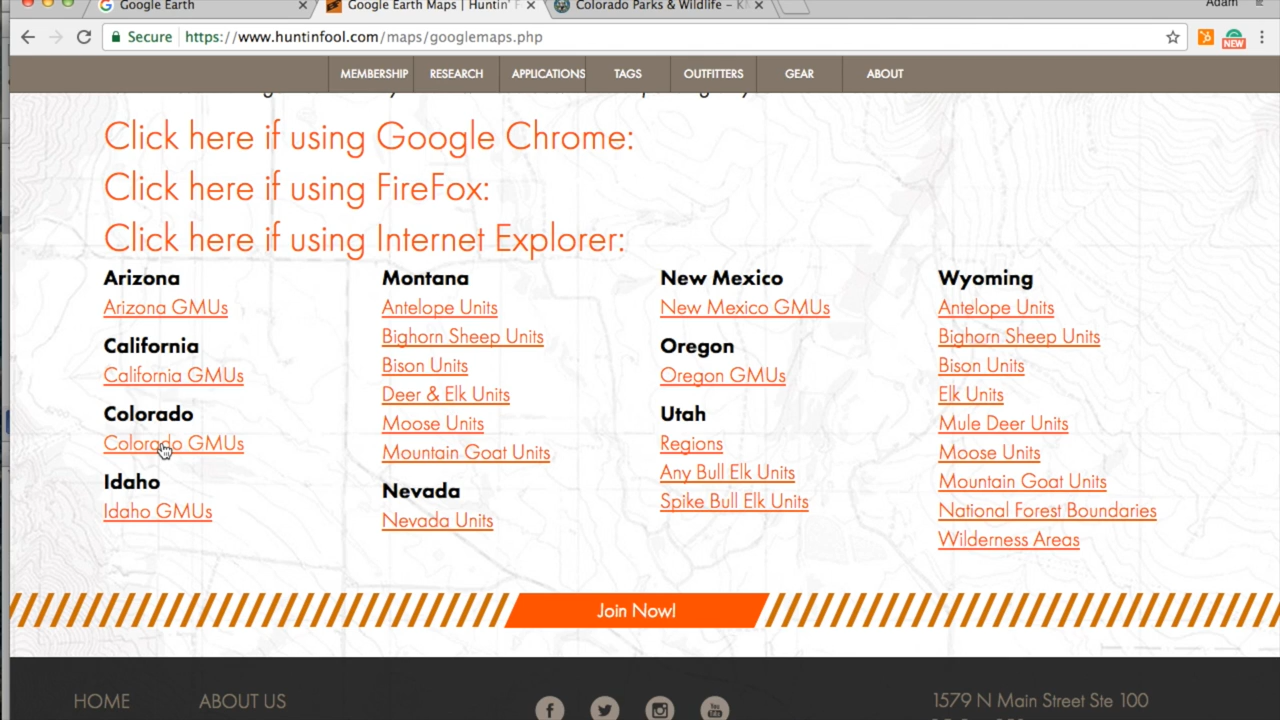 Google Earth
Google Earth Maps | Huntin' F
Colorado Parks & Wildlife –
Adam
Secure
https://www.huntinfool.com/maps/googlemaps.php
NEW
MEMBERSHIP
RESEARCH
APPLICATIONS
TAGS
OUTFITTERS
GEAR
ABOUT
Click here if using Google Chrome:
Click here if using FireFox:
Click here if using Internet Explorer:
Arizona
Arizona GMUs
California
California GMUs
Colorado
Colorado GMUs
Idaho
Idaho GMUs
Montana
Antelope Units
Bighorn Sheep Units
Bison Units
Deer & Elk Units
Moose Units
Mountain Goat Units
Nevada
Nevada Units
New Mexico
New Mexico GMUs
Oregon
Oregon GMUs
Utah
Regions
Any Bull Elk Units
Spike Bull Elk Units
Wyoming
Antelope Units
Bighorn Sheep Units
Bison Units
Elk Units
Mule Deer Units
Moose Units
Mountain Goat Units
National Forest Boundaries
Wilderness Areas
Join Now!
HOME
ABOUT US
You
Tube
1579 N Main Street Ste 100